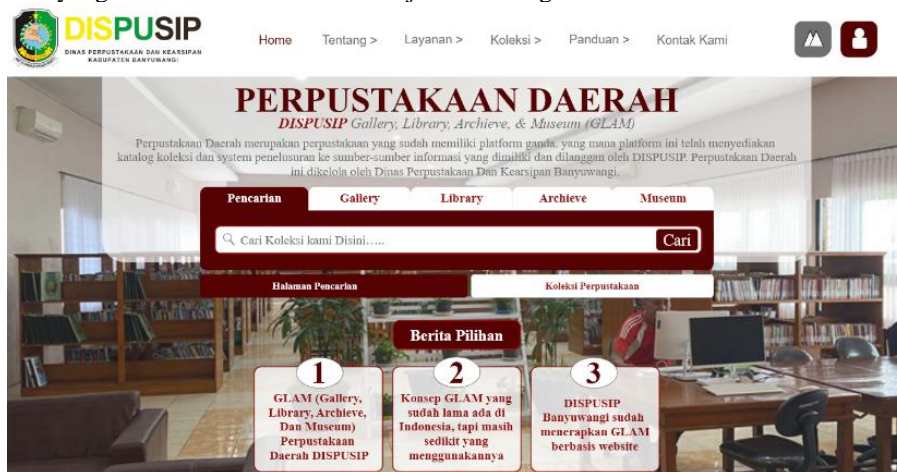 DISPUSIP
DINAS PERPUSTAKAAN DAN KEARSIPAN
KABUPATEN BANYUWANGI
Home Tentang > Layanan > Koleksi > Panduan > Kontak Kami
PERPUSTAKAAN DAERAH
DISPUSIP Gallery, Library, Archieve, & Museum (GLAM)
Perpustakaan Daerah merupakan perpustakaan yang sudah memiliki platform ganda. yang mana platform ini telah menyediakan
katalog koleksi dan system penelusuran ke sumber-sumber informasi yang dimiliki dan dilanggan oleh DISPUSIP. Perpustakaan Daerah
ini dikelola oleh Dinas Perpustakaan Dan Kearsipan Banyuwangi.
Pencarian Gallery Library Archieve Museum
Cari Koleksi kami Disini..... Cari
Halaman Pencarian Koleksi Perpustakaan
Berita Pilihan
1
GLAM (Gallery,
Library, Archieve,
Dan Museum)
Perpustakaan
Daerah DISPUSIP
2
Konsep GLAM yang
sudah lama ada di
Indonesia, tapi masih
sedikit yang
menggunakannya
3
DISPUSIP
Banyuwangi sudah
menerapkan GLAM
berbasis website